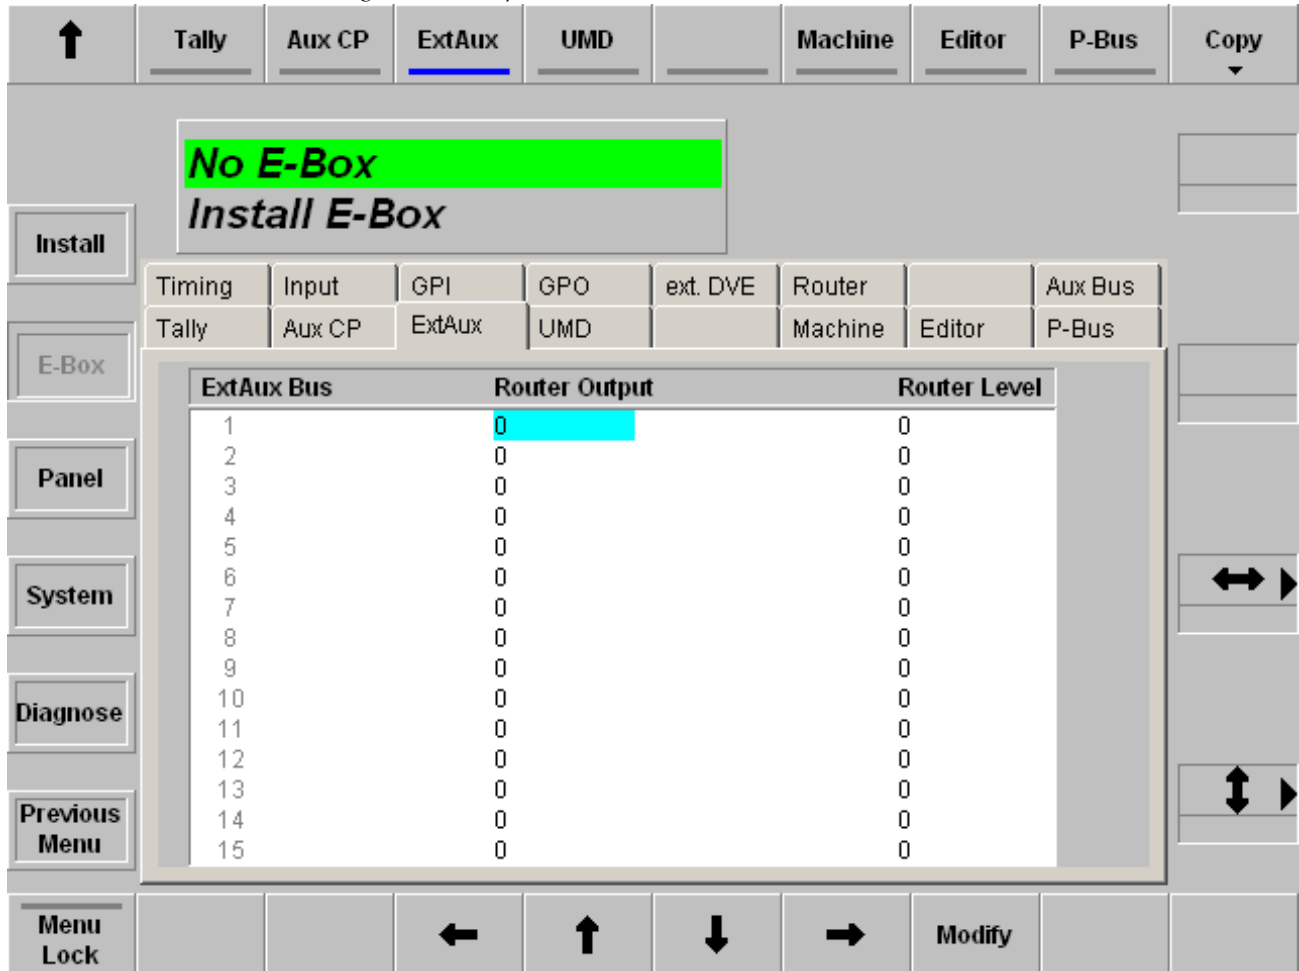 Tally Aux CP ExtAux UMD Machine Editor P-Bus Copy
No E-Box
Install E-Box
Install
Timing Input GPI GPO ext. DVE Router Aux Bus
Tally Aux CP ExtAux UMD Machine Editor P-Bus
E-Box
ExtAux Bus Router Output Router Level
1 0 0
2 0 0
3 0 0
4 0 0
5 0 0
6 0 0
7 0 0
8 0 0
9 0 0
10 0 0
11 0 0
12 0 0
13 0 0
14 0 0
15 0 0
Panel
System
Diagnose
Previous
Menu
Menu
Lock
Modify